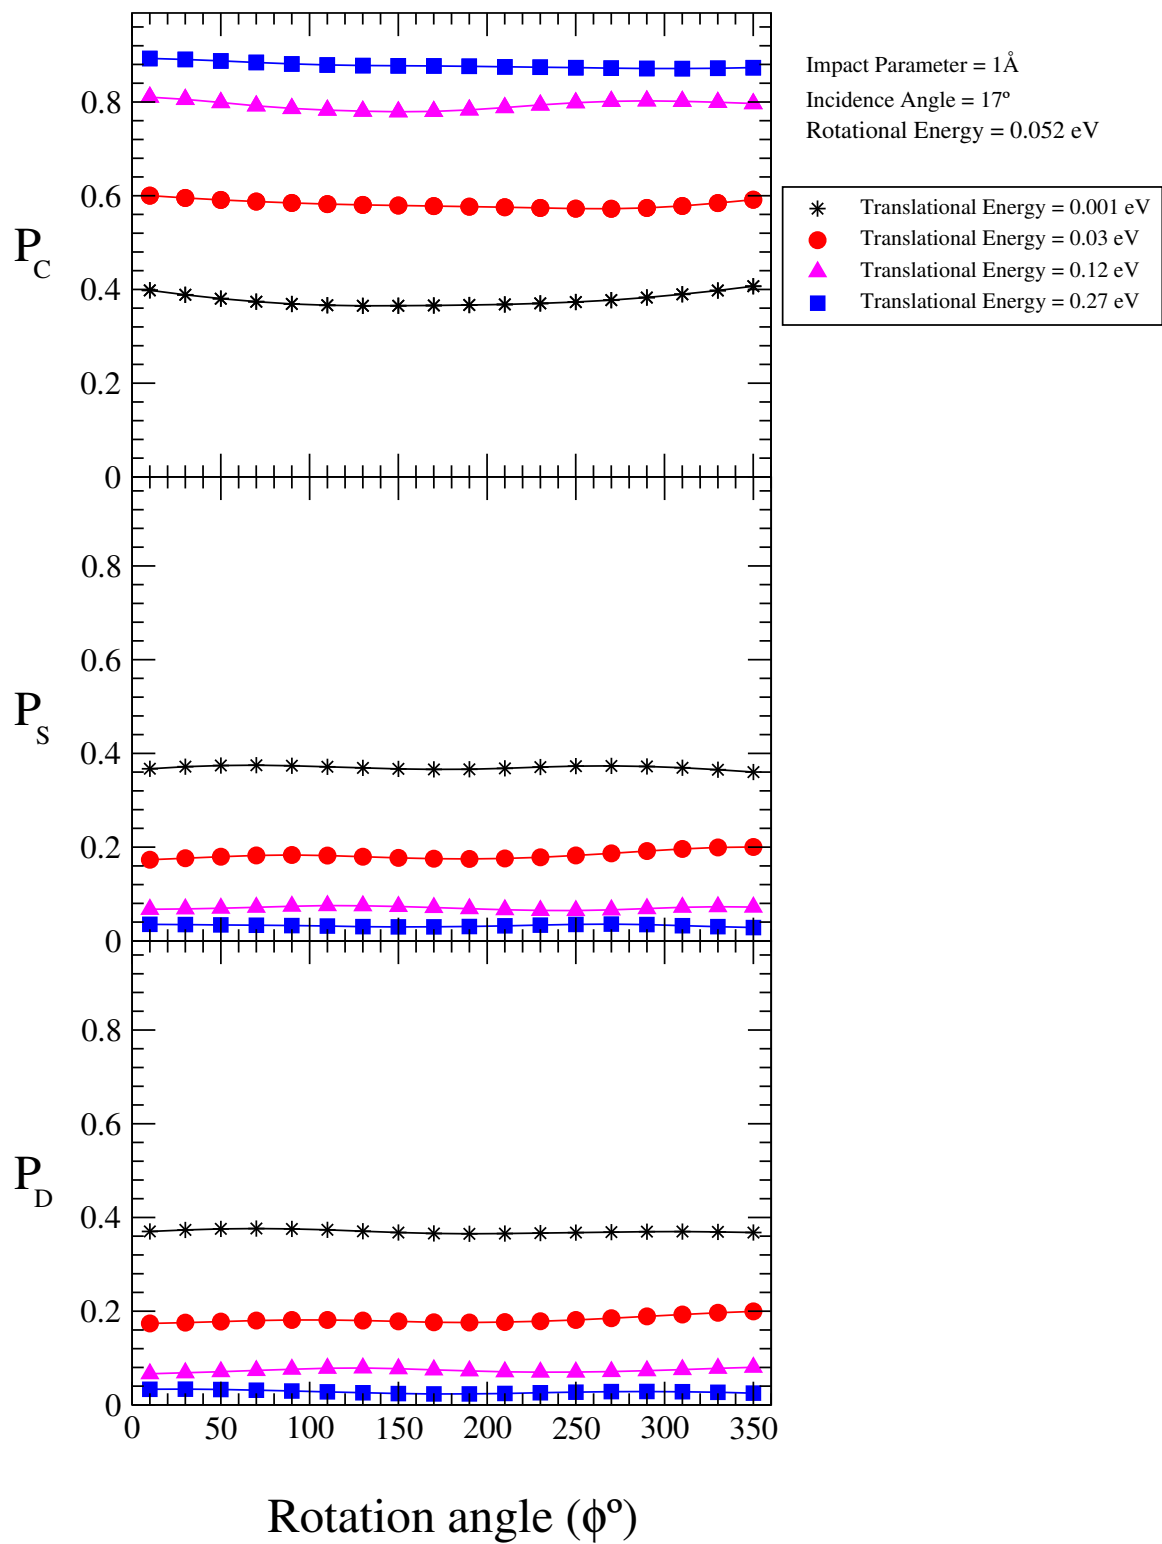 Impact Parameter = 1Å
Incidence Angle = 17º
Rotational Energy = 0.052 eV
Translational Energy = 0.001 eV
Translational Energy = 0.03 eV
Translational Energy = 0.12 eV
Translational Energy = 0.27 eV
0.8
0.6
P_C
0.4
0.2
0
0.8
0.6
P_S
0.4
0.2
0
0.8
0.6
P_D
0.4
0.2
0
0 50 100 150 200 250 300 350
Rotation angle (ϕº)